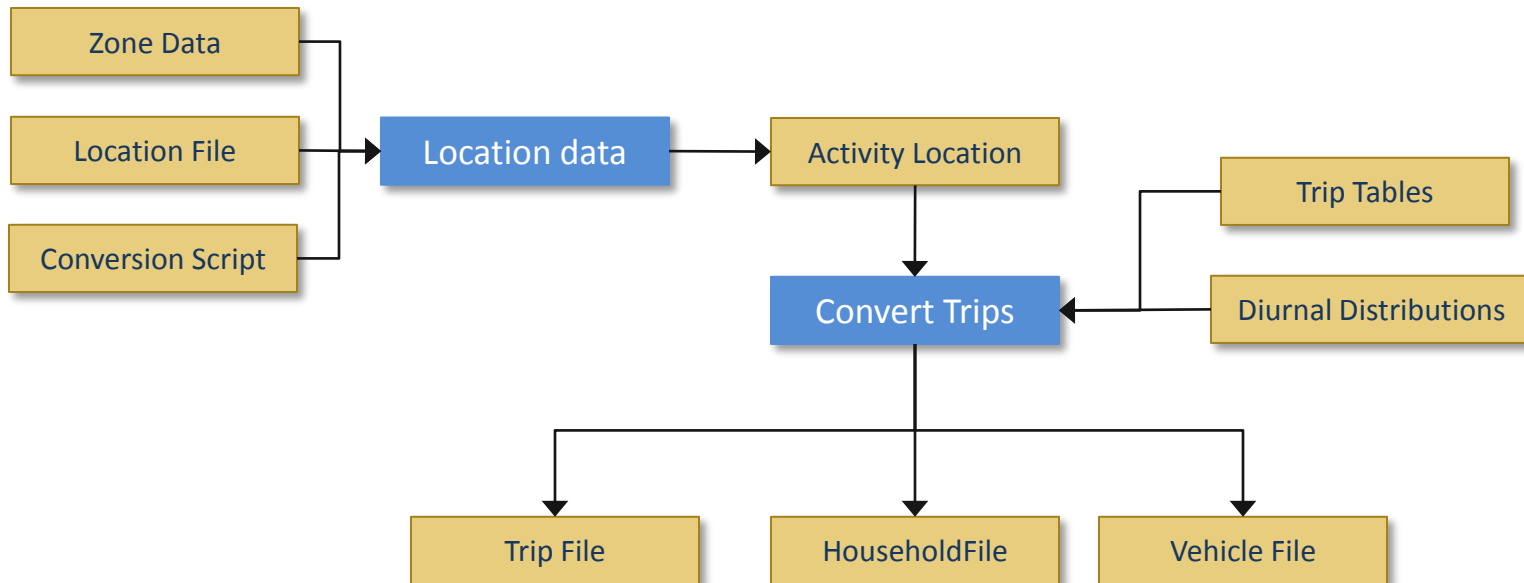 Zone Data
Location File
Conversion Script
Location data
Activity Location
Trip Tables
Convert Trips
Diurnal Distributions
Trip File
HouseholdFile
Vehicle File